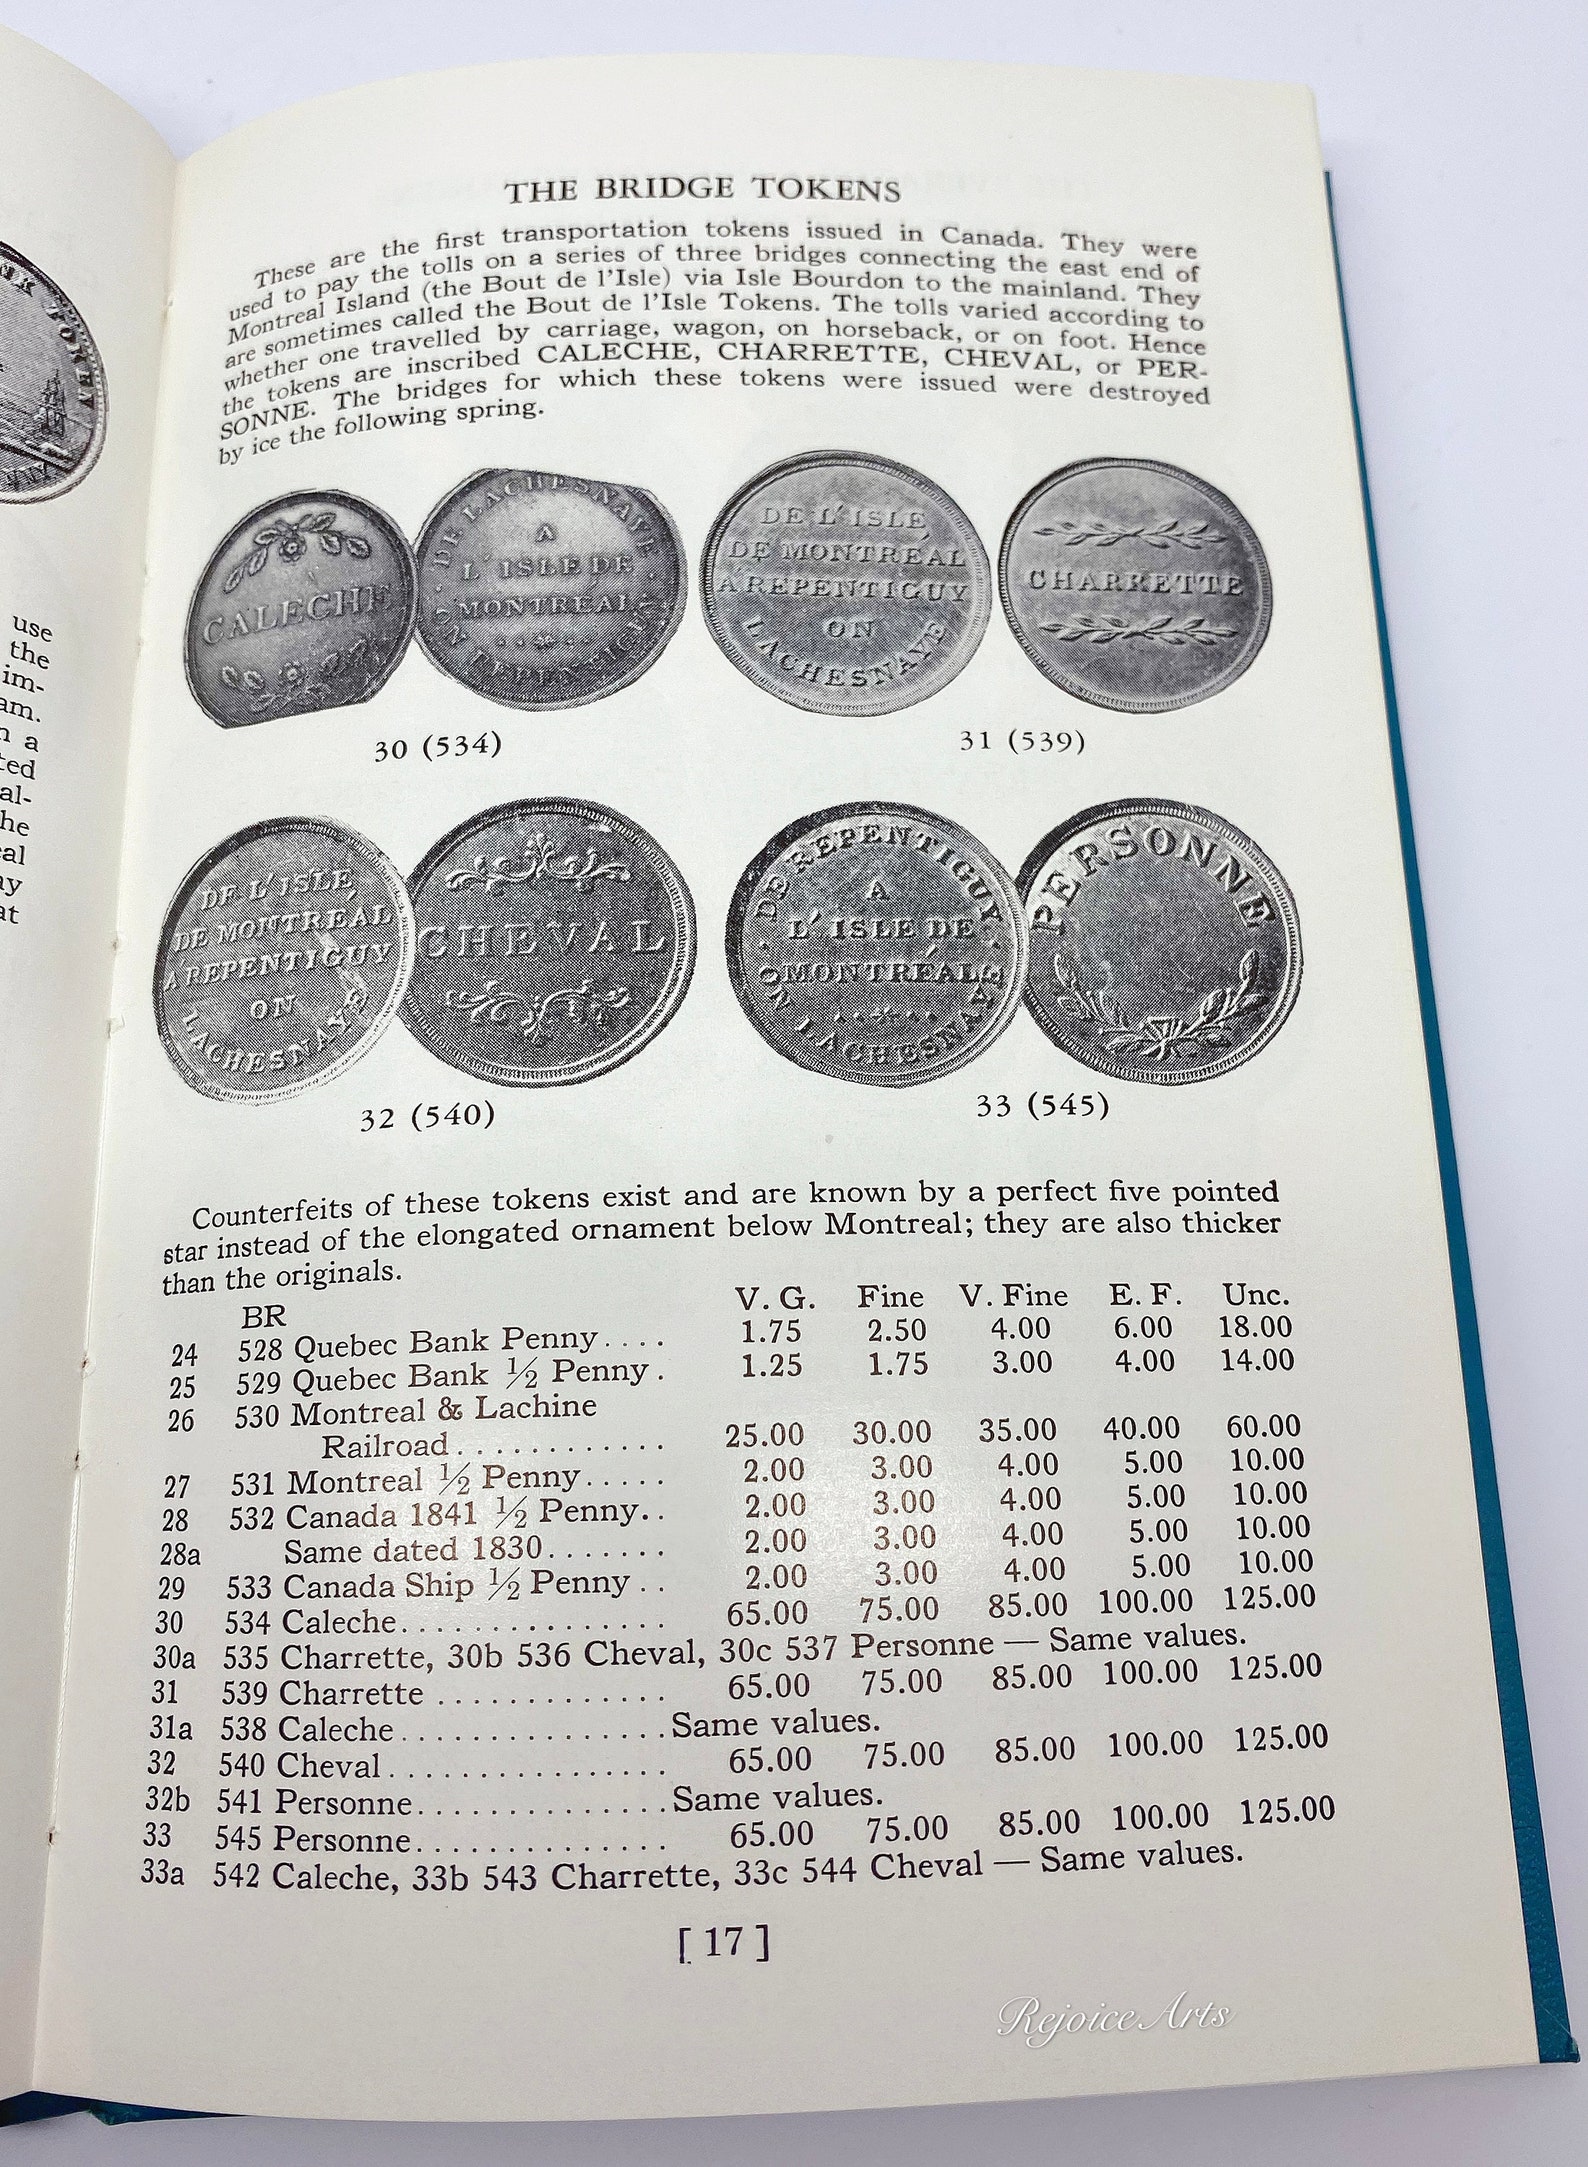 CK TOKEN
NNY
use
the
im-
am.
n a
ted
al-
he
eal
ay
at
THE BRIDGE TOKENS
These are the first transportation tokens issued in Canada. They were
used to pay the tolls on a series of three bridges connecting the east end of
Montreal Island (the Bout de l'Isle) via Isle Bourdon to the mainland. They
are sometimes called the Bout de l'Isle Tokens. The tolls varied according to
whether one travelled by carriage, wagon, on horseback, or on foot. Hence
the tokens are inscribed CALECHE, CHARRETTE, CHEVAL, or PER-
SONNE. The bridges for which these tokens were issued were destroyed
by ice the following spring.
CALECHE
DE LACHESNAYE
A
L'ISLE DE
MONTREAL
OU REPENTIGUY
DE L'ISLE
DE MONTREAL
A REPENTIGUY
OU
LACHESNAYE
CHARRETTE
30 (534)
31 (539)
DE L'ISLE
DE MONTREAL
A REPENTIGUY
OU
LACHESNAYE
CHEVAL
DE REPENTIGUY
A
L'ISLE DE
MONTREAL
OU LACHESNAYE
PERSONNE
32 (540)
33 (545)
Counterfeits of these tokens exist and are known by a perfect five pointed
star instead of the elongated ornament below Montreal; they are also thicker
than the originals.
BR V. G. Fine V. Fine E. F. Unc.
24 528 Quebec Bank Penny.... 1.75 2.50 4.00 6.00 18.00
25 529 Quebec Bank ½ Penny. 1.25 1.75 3.00 4.00 14.00
26 530 Montreal & Lachine
Railroad............ 25.00 30.00 35.00 40.00 60.00
27 531 Montreal ½ Penny..... 2.00 3.00 4.00 5.00 10.00
28 532 Canada 1841 ½ Penny.. 2.00 3.00 4.00 5.00 10.00
28a Same dated 1830....... 2.00 3.00 4.00 5.00 10.00
29 533 Canada Ship ½ Penny.. 2.00 3.00 4.00 5.00 10.00
30 534 Caleche............... 65.00 75.00 85.00 100.00 125.00
30a 535 Charrette, 30b 536 Cheval, 30c 537 Personne — Same values.
31 539 Charrette ............. 65.00 75.00 85.00 100.00 125.00
31a 538 Caleche...............Same values.
32 540 Cheval................ 65.00 75.00 85.00 100.00 125.00
32b 541 Personne..............Same values.
33 545 Personne.............. 65.00 75.00 85.00 100.00 125.00
33a 542 Caleche, 33b 543 Charrette, 33c 544 Cheval — Same values.
[ 17 ]
Rejoice Arts